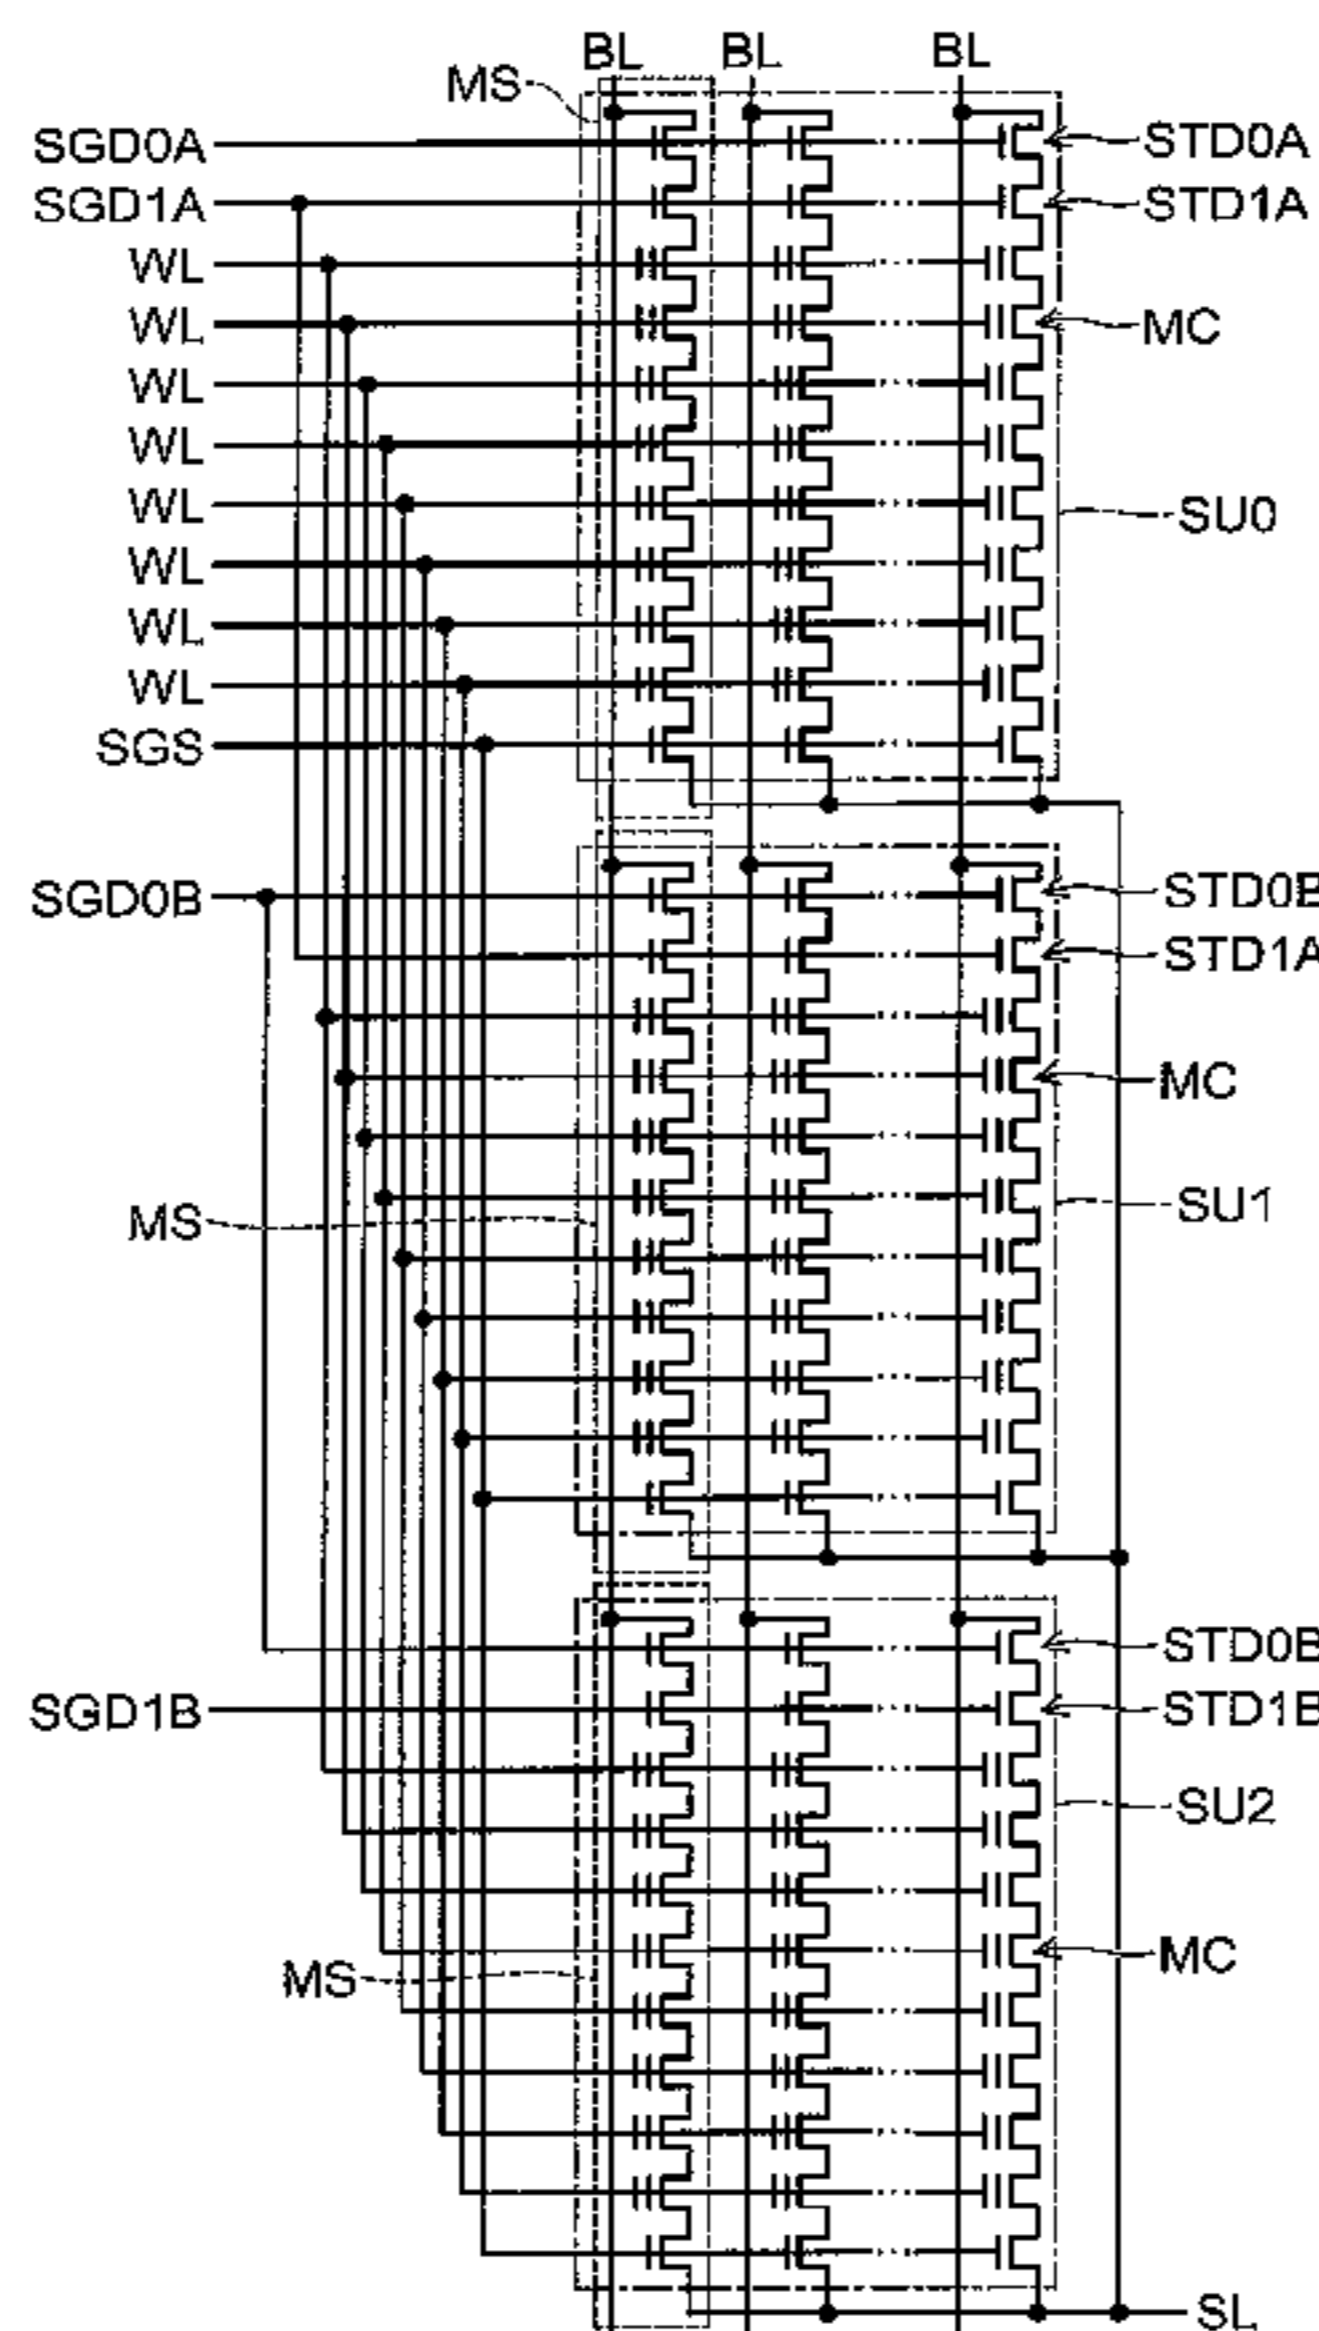 BL BL BL
MS
SGD0A STD0A
SGD1A STD1A
WL
WL MC
WL
WL
WL SU0
WL
WL
WL
SGS
SGD0B STD0B
STD1A
MC
MS SU1
STD0B
SGD1B STD1B
SU2
MS MC
SL